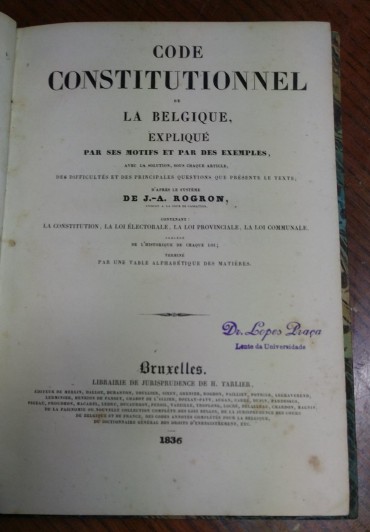 CODE
CONSTITUTIONNEL
DE
LA BELGIQUE,
EXPLIQUÉ
PAR SES MOTIFS ET PAR DES EXEMPLES,
AVEC LA SOLUTION, SOUS CHAQUE ARTICLE,
DES DIFFICULTÉS ET DES PRINCIPALES QUESTIONS QUE PRÉSENTE LE TEXTE;
D'APRÈS LE SYSTÈME
DE J.-A. ROGRON,
CONTENANT:
LA CONSTITUTION, LA LOI ÉLECTORALE, LA LOI PROVINCIALE, LA LOI COMMUNALE,
DE L'HISTORIQUE DE CHAQUE LOI;
TERMINÉ
PAR UNE TABLE ALPHABÉTIQUE DES MATIÈRES.
Dr. Lopes Praça
Lente da Universidade
Bruxelles.
LIBRAIRIE DE JURISPRUDENCE DE H. TARLIER,
1836